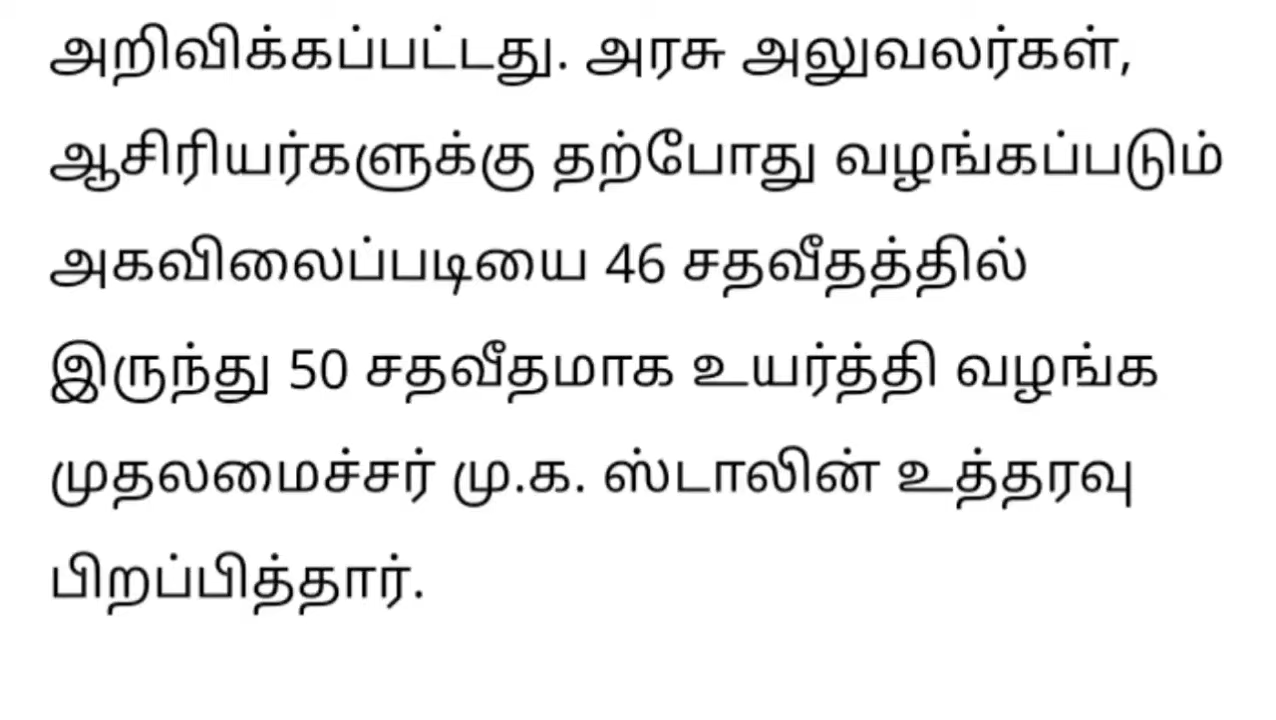 அறிவிக்கப்பட்டது. அரசு அலுவலர்கள்,
ஆசிரியர்களுக்கு தற்போது வழங்கப்படும்
அகவிலைப்படியை 46 சதவீதத்தில்
இருந்து 50 சதவீதமாக உயர்த்தி வழங்க
முதலமைச்சர் மு.க. ஸ்டாலின் உத்தரவு
பிறப்பித்தார்.